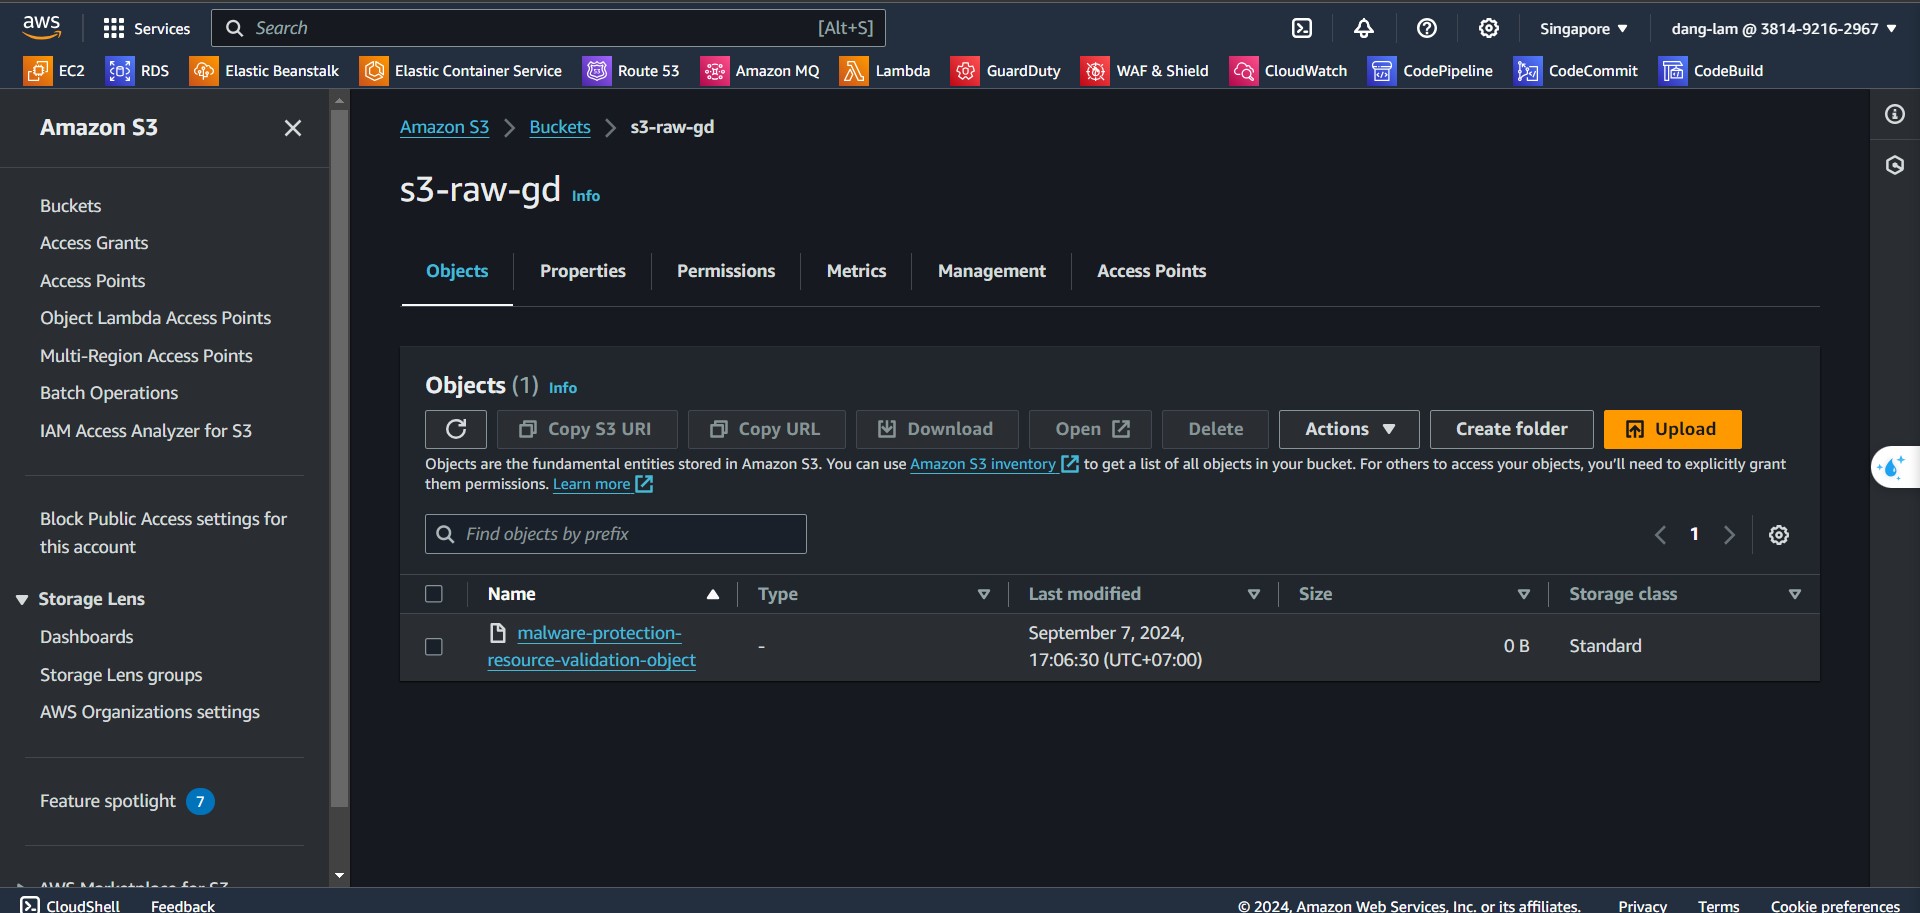 aws
Services
Search
[Alt+S]
Singapore
dang-lam @ 3814-9216-2967
EC2
RDS
Elastic Beanstalk
Elastic Container Service
Route 53
Amazon MQ
Lambda
GuardDuty
WAF & Shield
CloudWatch
CodePipeline
CodeCommit
CodeBuild
Amazon S3
Buckets
Access Grants
Access Points
Object Lambda Access Points
Multi-Region Access Points
Batch Operations
IAM Access Analyzer for S3
Block Public Access settings for
this account
Storage Lens
Dashboards
Storage Lens groups
AWS Organizations settings
Feature spotlight 7
AWS Marketplace for S3
Amazon S3
Buckets
s3-raw-gd
s3-raw-gd Info
Objects
Properties
Permissions
Metrics
Management
Access Points
Objects (1) Info
Copy S3 URI
Copy URL
Download
Open
Delete
Actions
Create folder
Upload
Objects are the fundamental entities stored in Amazon S3. You can use Amazon S3 inventory to get a list of all objects in your bucket. For others to access your objects, you'll need to explicitly grant
them permissions. Learn more
Find objects by prefix
1
Name
Type
Last modified
Size
Storage class
malware-protection-
resource-validation-object
-
September 7, 2024,
17:06:30 (UTC+07:00)
0 B
Standard
CloudShell
Feedback
© 2024, Amazon Web Services, Inc. or its affiliates.
Privacy
Terms
Cookie preferences